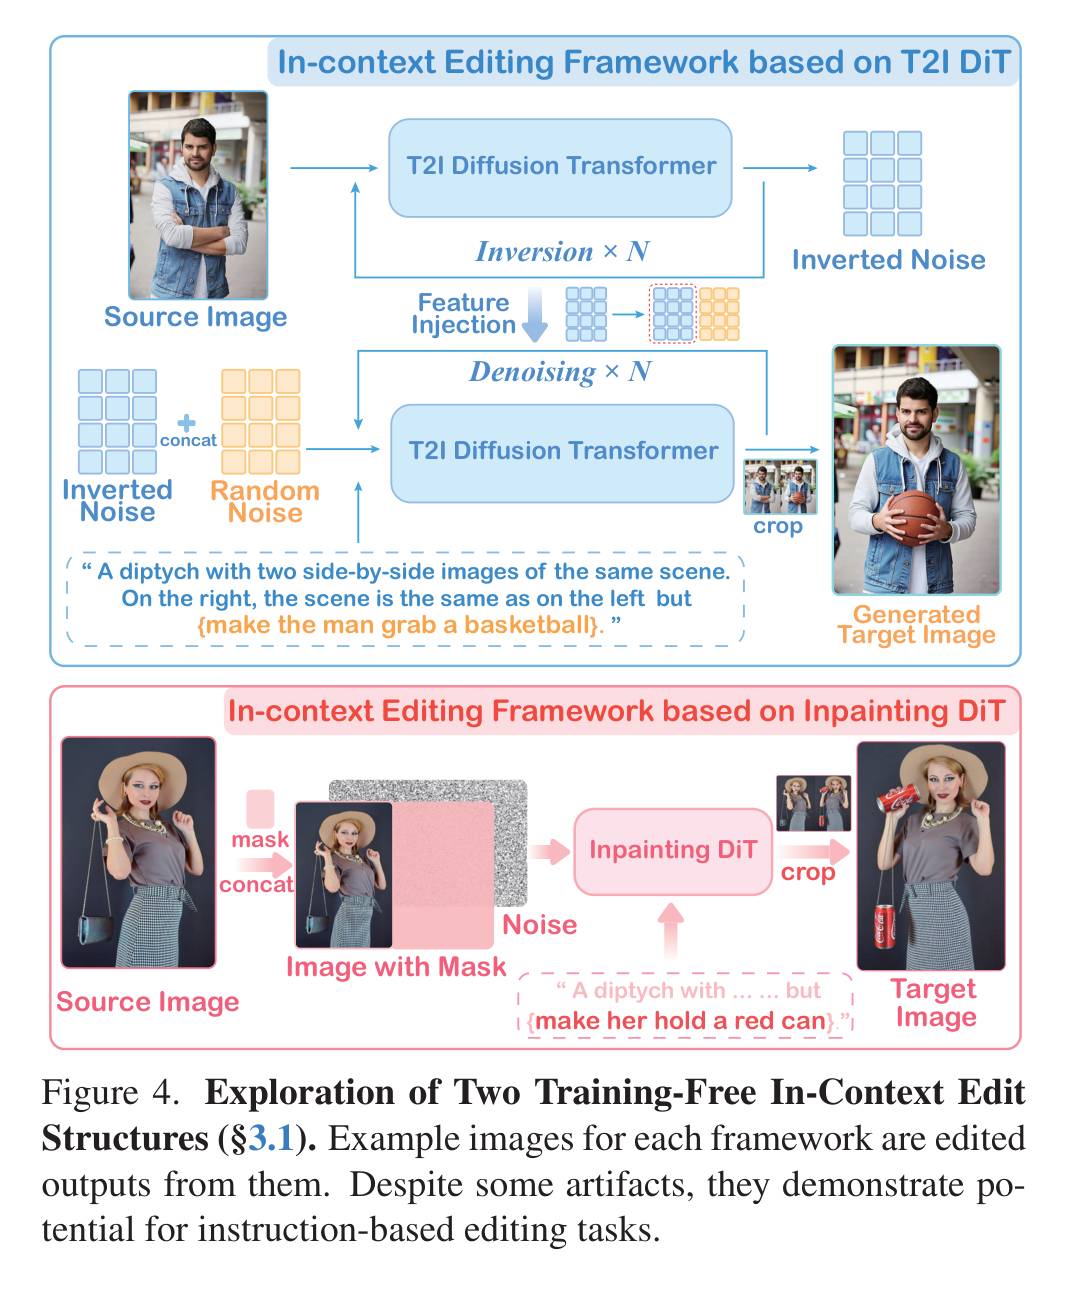 In-context Editing Framework based on T2I DiT
T2I Diffusion Transformer
Inversion × N
Inverted Noise
Source Image
Feature
Injection
Denoising × N
concat
T2I Diffusion Transformer
Inverted
Noise
Random
Noise
crop
“ A diptych with two side-by-side images of the same scene.
On the right, the scene is the same as on the left but
{make the man grab a basketball}. ”
Generated
Target Image
In-context Editing Framework based on Inpainting DiT
mask
concat
Inpainting DiT
crop
Noise
Image with Mask
Source Image
“ A diptych with ... ... but
{make her hold a red can}.”
Target
Image
Figure 4. Exploration of Two Training-Free In-Context Edit
Structures (§3.1). Example images for each framework are edited
outputs from them. Despite some artifacts, they demonstrate po-
tential for instruction-based editing tasks.